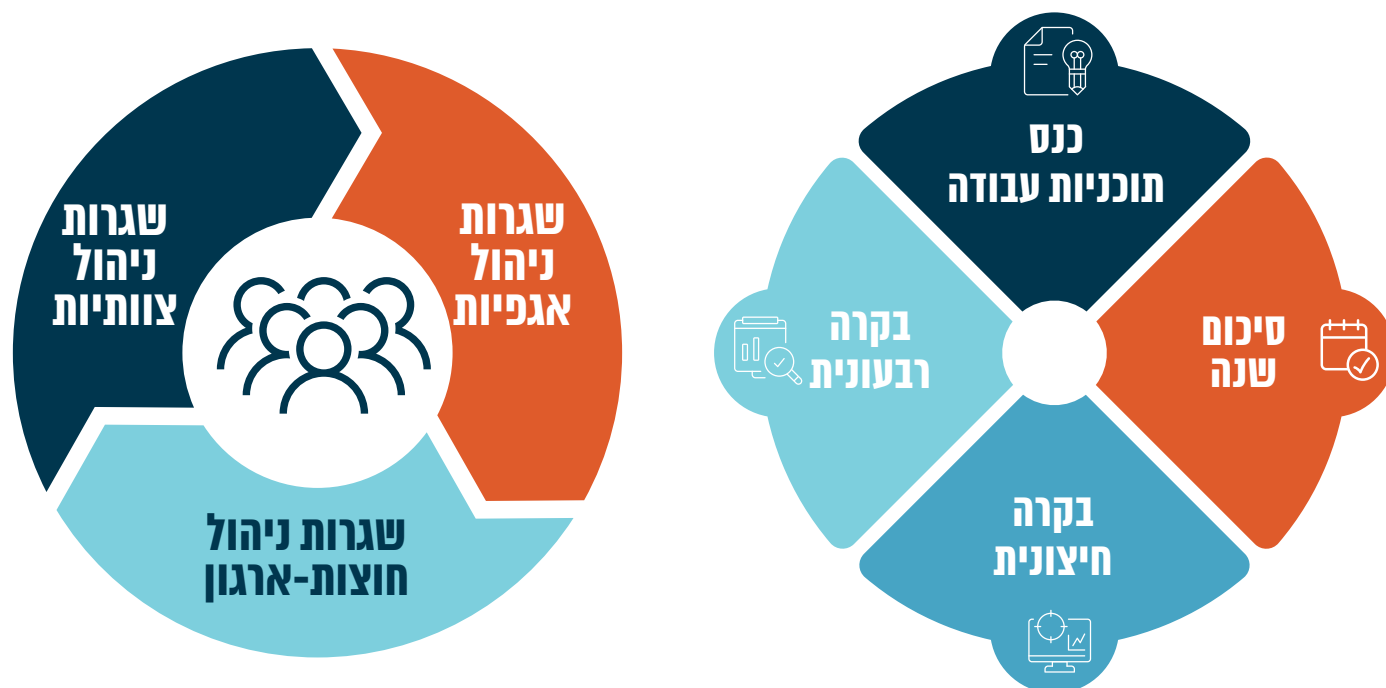 כנס
תוכניות עבודה
סיכום
שנה
בקרה
רבעונית
בקרה
חיצונית
שגרות
ניהול
אגפיות
שגרות
ניהול
צוותיות
שגרות ניהול
חוצות-ארגון